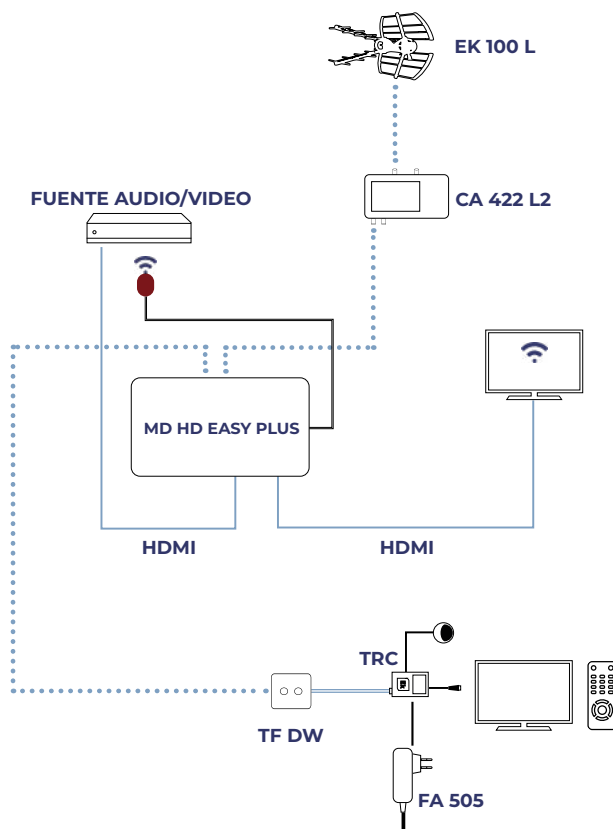 EK 100 L
CA 422 L2
FUENTE AUDIO/VIDEO
MD HD EASY PLUS
HDMI
HDMI
TRC
TF DW
FA 505